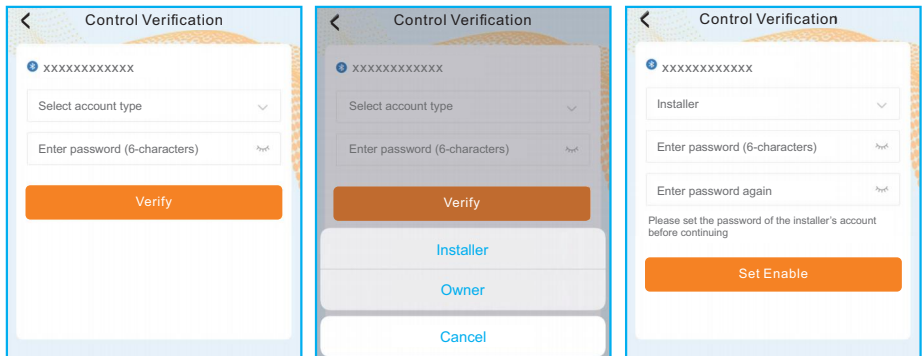 Control Verification
xxxxxxxxxxxx
Select account type
Enter password (6-characters)
Verify
Control Verification
xxxxxxxxxxxx
Select account type
Enter password (6-characters)
Verify
Installer
Owner
Cancel
Control Verification
xxxxxxxxxxxx
Installer
Enter password (6-characters)
Enter password again
Please set the password of the installer's account
before continuing
Set Enable